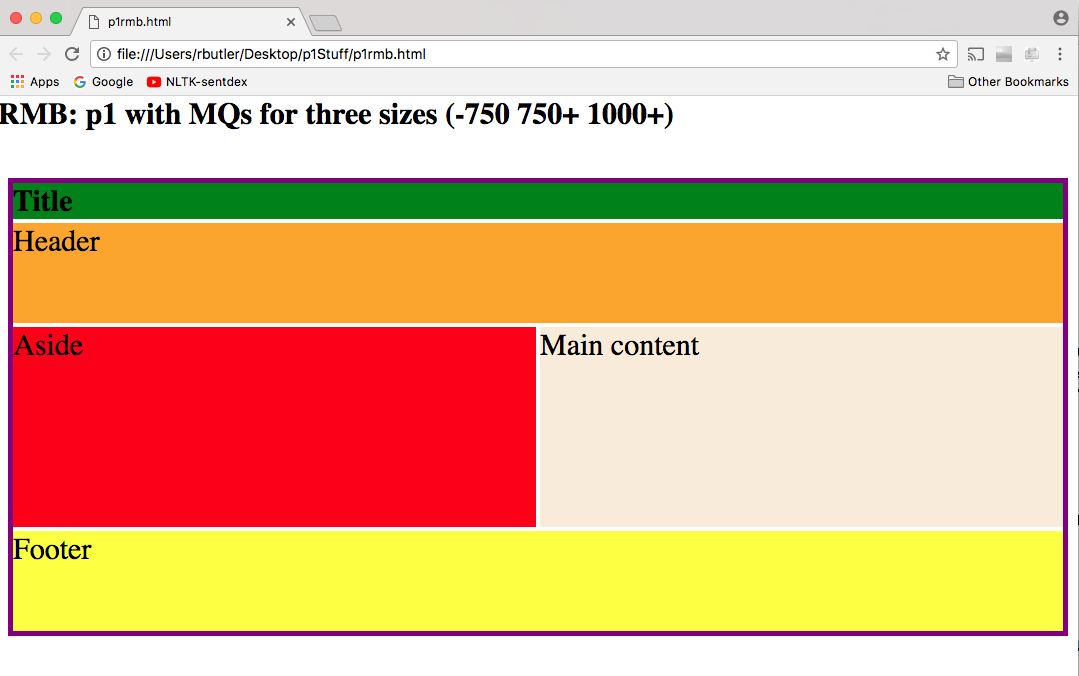 p1rmb.html
file:///Users/rbutler/Desktop/p1Stuff/p1rmb.html
Apps Google NLTK-sentdex Other Bookmarks
RMB: p1 with MQs for three sizes (-750 750+ 1000+)
Title
Header
Aside Main content
Footer